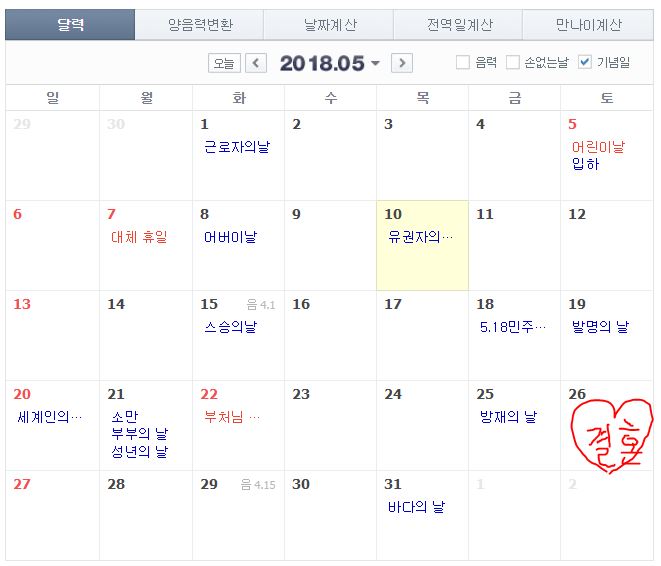 달력 양음력변환 날짜계산 전역일계산 만나이계산
오늘 < 2018.05 > 음력 손없는날 기념일
일 월 화 수 목 금 토
29 30 1 2 3 4 5
근로자의날 어린이날
입하
6 7 8 9 10 11 12
대체 휴일 어버이날 유권자의…
13 14 15 음 4.1 16 17 18 19
스승의날 5.18민주… 발명의 날
20 21 22 23 24 25 26
세계인의… 소만 부처님 … 방재의 날 결혼
부부의 날
성년의 날
27 28 29 음 4.15 30 31 1 2
바다의 날